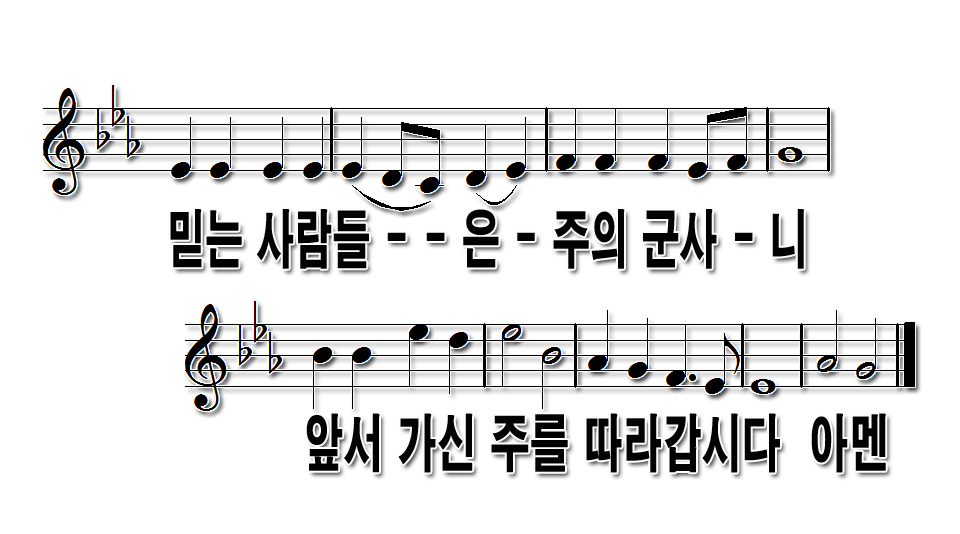 믿는 사람들 - - 은 - 주의 군사 - 니
앞서 가신 주를 따라갑시다 아멘